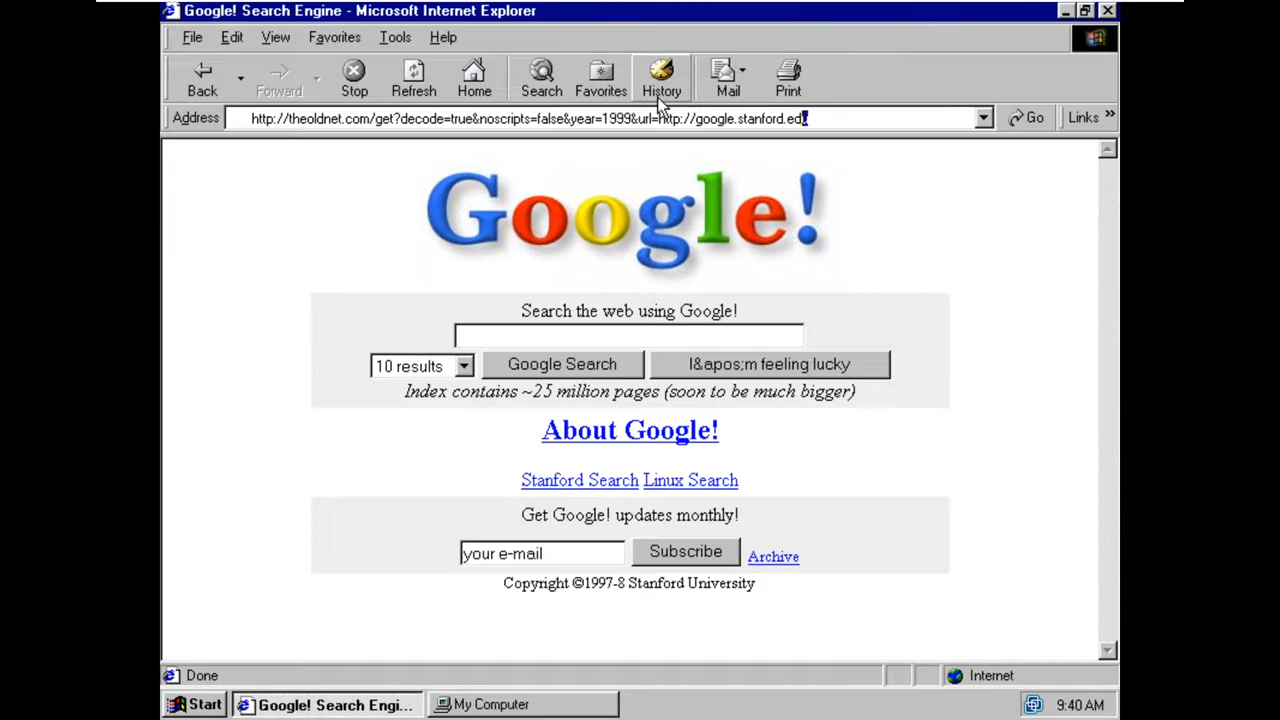 Google! Search Engine - Microsoft Internet Explorer
File Edit View Favorites Tools Help
Back Forward Stop Refresh Home Search Favorites History Mail Print
Address http://theoldnet.com/get?decode=true&noscripts=false&year=1999&url=http://google.stanford.edu Go Links »
Google!
Search the web using Google!
10 results Google Search I&apos;m feeling lucky
Index contains ~25 million pages (soon to be much bigger)
About Google!
Stanford Search Linux Search
Get Google! updates monthly!
your e-mail Subscribe Archive
Copyright ©1997-8 Stanford University
Done Internet
Start Google! Search Engi... My Computer 9:40 AM